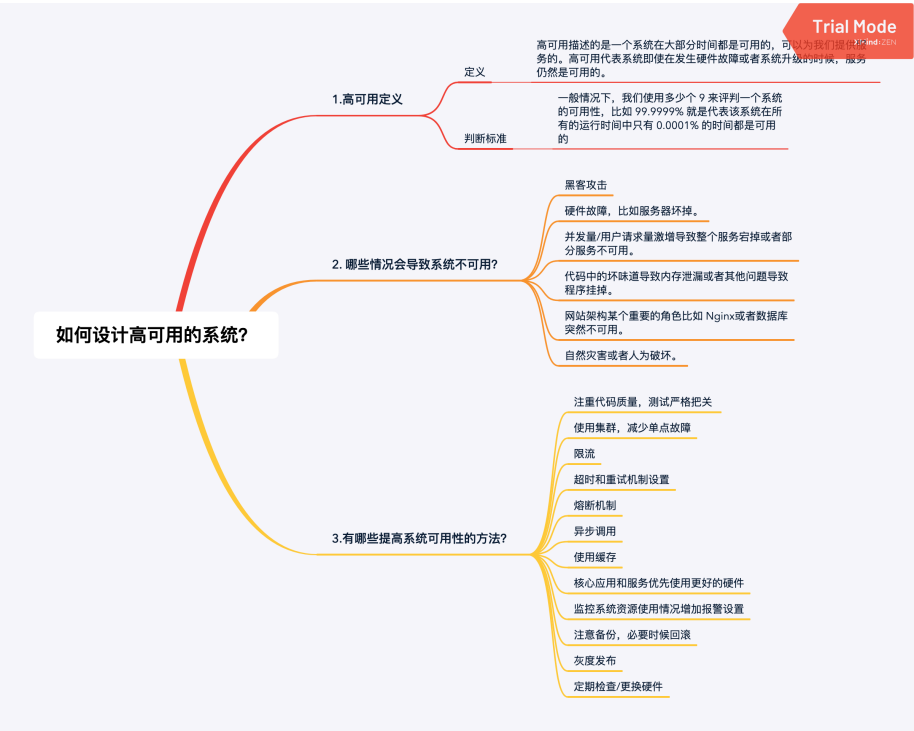 Trial Mode
高可用描述的是一个系统在大部分时间都是可用的，可以为我们提供服
务的。高可用代表系统即使在发生硬件故障或者系统升级的时候，服务
仍然是可用的。
定义
1.高可用定义
一般情况下，我们使用多少个 9 来评判一个系统
的可用性，比如 99.9999% 就是代表该系统在所
有的运行时间中只有 0.0001% 的时间都是可用
的
判断标准
黑客攻击
硬件故障，比如服务器坏掉。
并发量/用户请求量激增导致整个服务宕掉或者部
分服务不可用。
2. 哪些情况会导致系统不可用？
代码中的坏味道导致内存泄漏或者其他问题导致
程序挂掉。
网站架构某个重要的角色比如 Nginx或者数据库
突然不可用。
自然灾害或者人为破坏。
如何设计高可用的系统？
注重代码质量，测试严格把关
使用集群，减少单点故障
限流
超时和重试机制设置
熔断机制
异步调用
3.有哪些提高系统可用性的方法？
使用缓存
核心应用和服务优先使用更好的硬件
监控系统资源使用情况增加报警设置
注意备份，必要时候回滚
灰度发布
定期检查/更换硬件